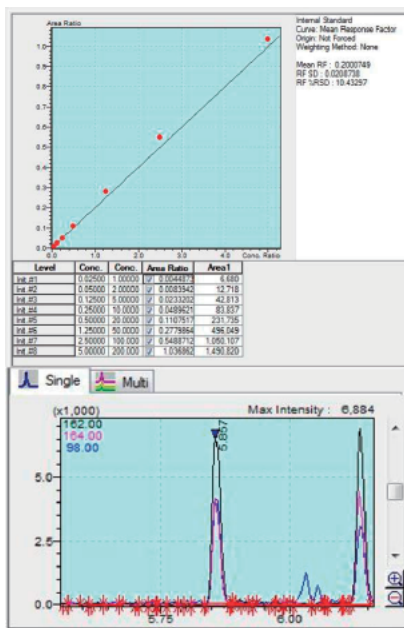 Area Ratio
Internal Standard
Curve: Mean Response Factor
Origin: Not Forced
Weighting Method: None
Mean RF : 0.2000749
RF SD : 0.0208738
RF %RSD : 10.43297
1.0
0.9
0.8
0.7
0.6
0.5
0.4
0.3
0.2
0.1
0.0
0.0 1.0 2.0 3.0 4.0 Conc. Ratio
Level Conc. Conc. Area Ratio Area1
Init.#1 0.02500 1.00000 0.0044873 6,680
Init.#2 0.05000 2.00000 0.0083942 12,718
Init.#3 0.12500 5.00000 0.0233202 42,813
Init.#4 0.25000 10.0000 0.0489621 83,837
Init.#5 0.50000 20.0000 0.1107517 231,735
Init.#6 1.25000 50.0000 0.2779864 496,049
Init.#7 2.50000 100.000 0.5488712 1,050,107
Init.#8 5.00000 200.000 1.036862 1,490,820
Single Multi
(x1,000) Max Intensity : 6,884
162.00
164.00
98.00
5.857
5.0
2.5
0.0
5.75 6.00